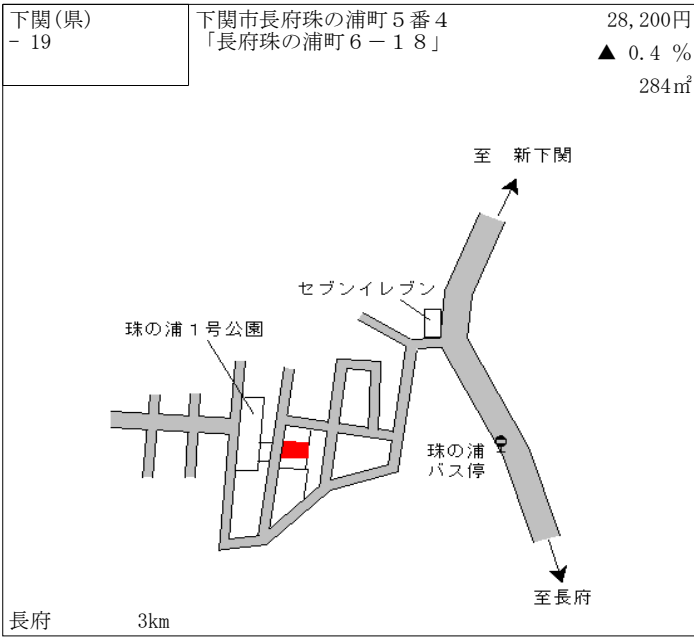 下関(県)
- 19
下関市長府珠の浦町５番４
「長府珠の浦町６－１８」
28,200円
▲ 0.4 %
284㎡
至　新下関
セブンイレブン
珠の浦１号公園
珠の浦
バス停
至長府
長府　3km